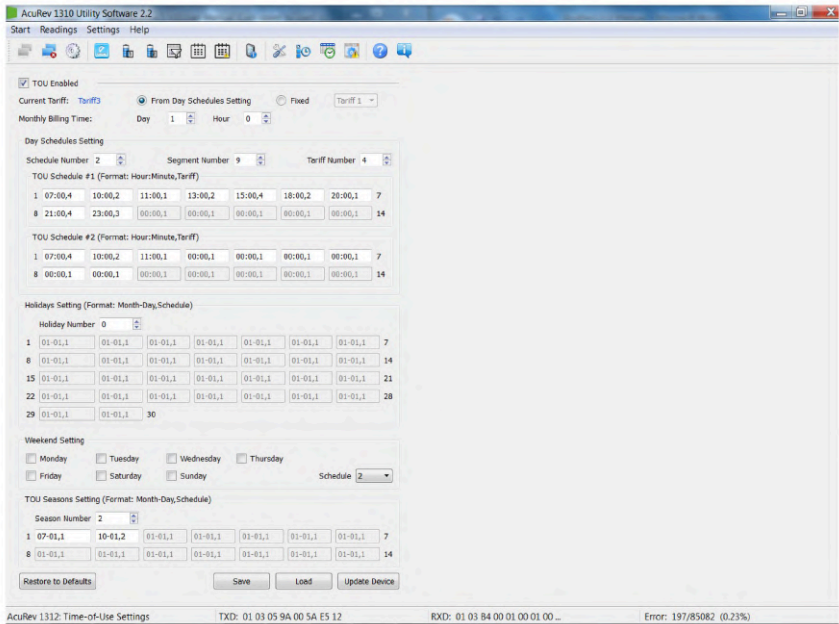 AcuRev 1310 Utility Software 2.2
Start Readings Settings Help
TOU Enabled
Current Tariff: Tariff3 From Day Schedules Setting Fixed Tariff 1
Monthly Billing Time: Day 1 Hour 0
Day Schedules Setting
Schedule Number 2 Segment Number 9 Tariff Number 4
TOU Schedule #1 (Format: Hour:Minute,Tariff)
1 07:00,4 10:00,2 11:00,1 13:00,2 15:00,4 18:00,2 20:00,1 7
8 21:00,4 23:00,3 00:00,1 00:00,1 00:00,1 00:00,1 00:00,1 14
TOU Schedule #2 (Format: Hour:Minute,Tariff)
1 07:00,4 10:00,2 11:00,1 00:00,1 00:00,1 00:00,1 00:00,1 7
8 00:00,1 00:00,1 00:00,1 00:00,1 00:00,1 00:00,1 00:00,1 14
Holidays Setting (Format: Month-Day,Schedule)
Holiday Number 0
1 01-01,1 01-01,1 01-01,1 01-01,1 01-01,1 01-01,1 01-01,1 7
8 01-01,1 01-01,1 01-01,1 01-01,1 01-01,1 01-01,1 01-01,1 14
15 01-01,1 01-01,1 01-01,1 01-01,1 01-01,1 01-01,1 01-01,1 21
22 01-01,1 01-01,1 01-01,1 01-01,1 01-01,1 01-01,1 01-01,1 28
29 01-01,1 01-01,1 30
Weekend Setting
Monday Tuesday Wednesday Thursday
Friday Saturday Sunday Schedule 2
TOU Seasons Setting (Format: Month-Day,Schedule)
Season Number 2
1 07-01,1 10-01,2 01-01,1 01-01,1 01-01,1 01-01,1 01-01,1 7
8 01-01,1 01-01,1 01-01,1 01-01,1 01-01,1 01-01,1 01-01,1 14
Restore to Defaults Save Load Update Device
AcuRev 1312: Time-of-Use Settings TXD: 01 03 05 9A 00 5A E5 12 RXD: 01 03 B4 00 01 00 01 00 ... Error: 197/85082 (0.23%)